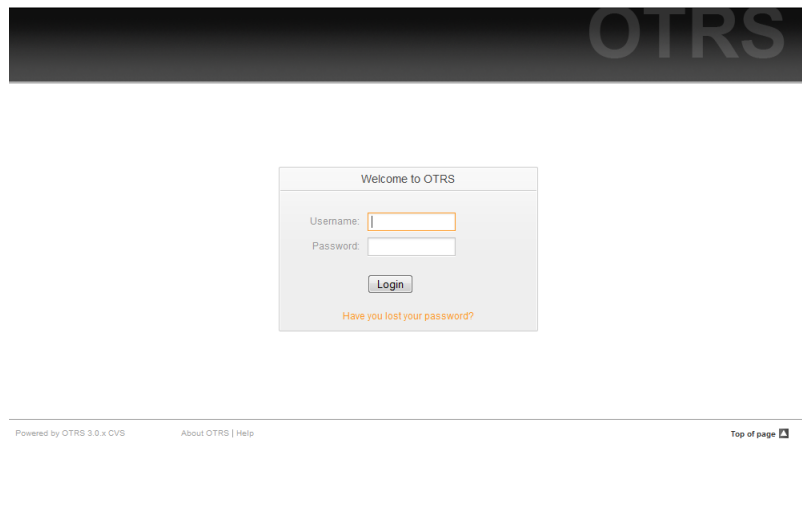 OTRS
Welcome to OTRS
Username:
Password:
Login
Have you lost your password?
Powered by OTRS 3.0.x CVS
About OTRS | Help
Top of page